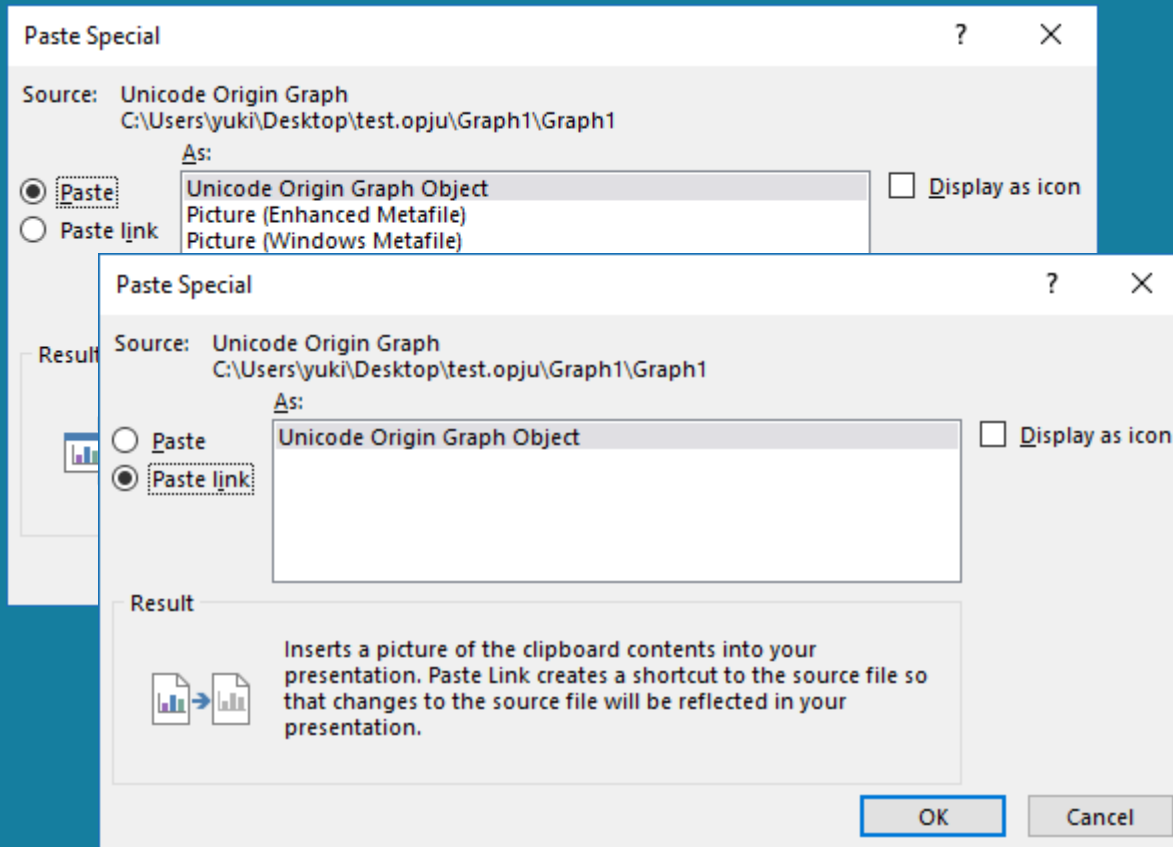 Paste Special
?
Source: Unicode Origin Graph
C:\Users\yuki\Desktop\test.opju\Graph1\Graph1
As:
Paste
Paste link
Unicode Origin Graph Object
Picture (Enhanced Metafile)
Picture (Windows Metafile)
Display as icon
Result
Paste Special
?
Source: Unicode Origin Graph
C:\Users\yuki\Desktop\test.opju\Graph1\Graph1
As:
Paste
Paste link
Unicode Origin Graph Object
Display as icon
Result
Inserts a picture of the clipboard contents into your
presentation. Paste Link creates a shortcut to the source file so
that changes to the source file will be reflected in your
presentation.
OK
Cancel